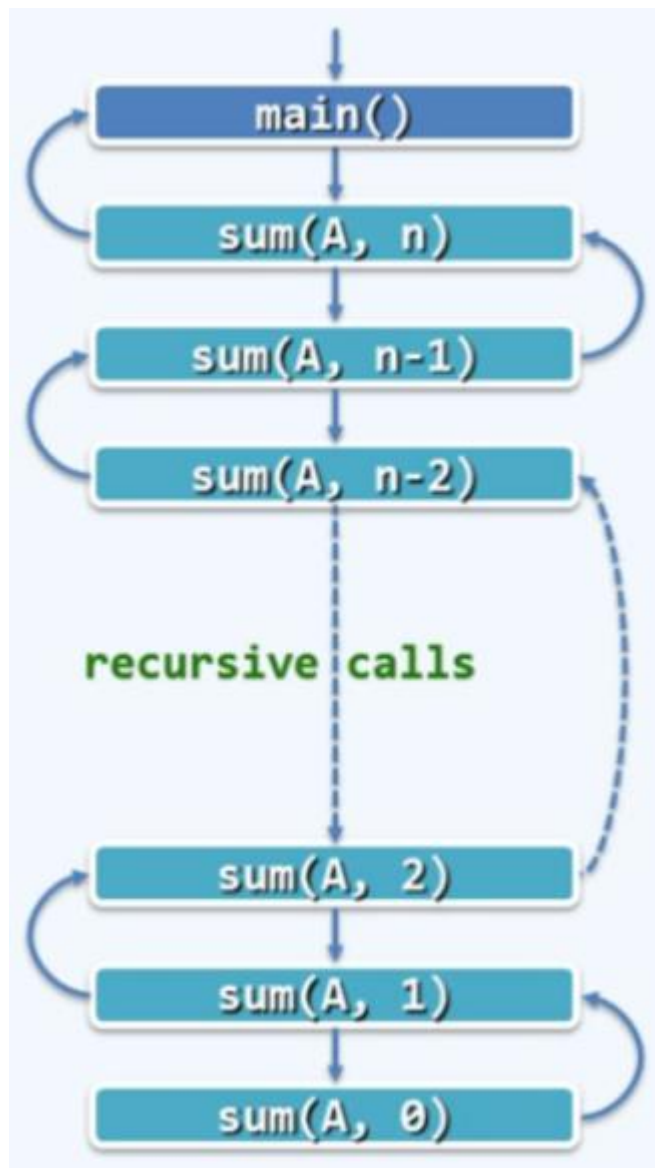 main()
sum(A, n)
sum(A, n-1)
sum(A, n-2)
recursive calls
sum(A, 2)
sum(A, 1)
sum(A, 0)